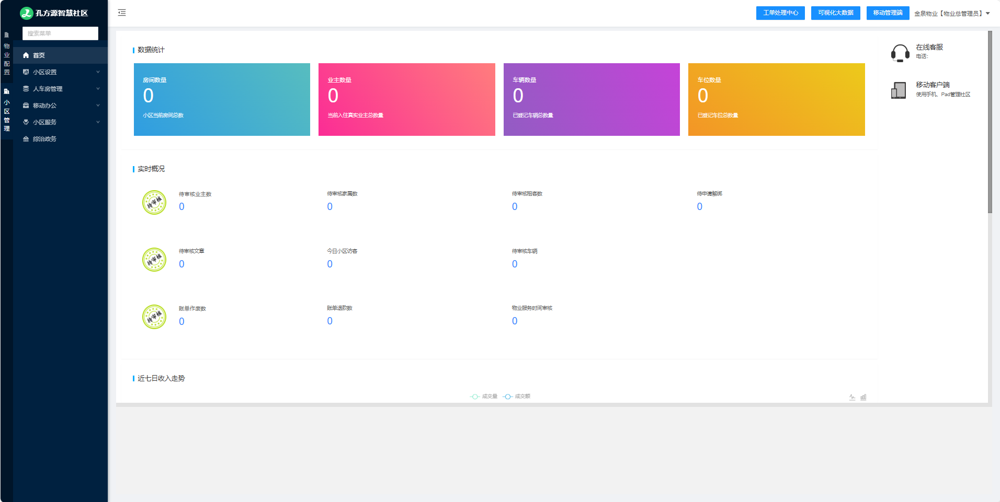 孔方源智慧社区
搜索菜单
物业配置
小区管理
首页
小区设置
人车房管理
移动办公
小区服务
综治政务
工单处理中心
可视化大数据
移动管理端
金泉物业【物业总管理员】
数据统计
房间数量
0
小区当前房间总数
业主数量
0
当前入住真实业主总数量
车辆数量
0
已登记车辆总数量
车位数量
0
已登记车位总数量
在线客服
电话:
移动客户端
使用手机、Pad管理社区
实时概况
待审核
待审核业主数
0
待审核家属数
0
待审核租客数
0
待申请解绑
0
待审核
待审核文章
0
今日小区访客
0
待审核车辆
0
待审核
账单作废数
0
账单退款数
0
物业服务时间审核
0
近七日收入走势
成交量
成交额